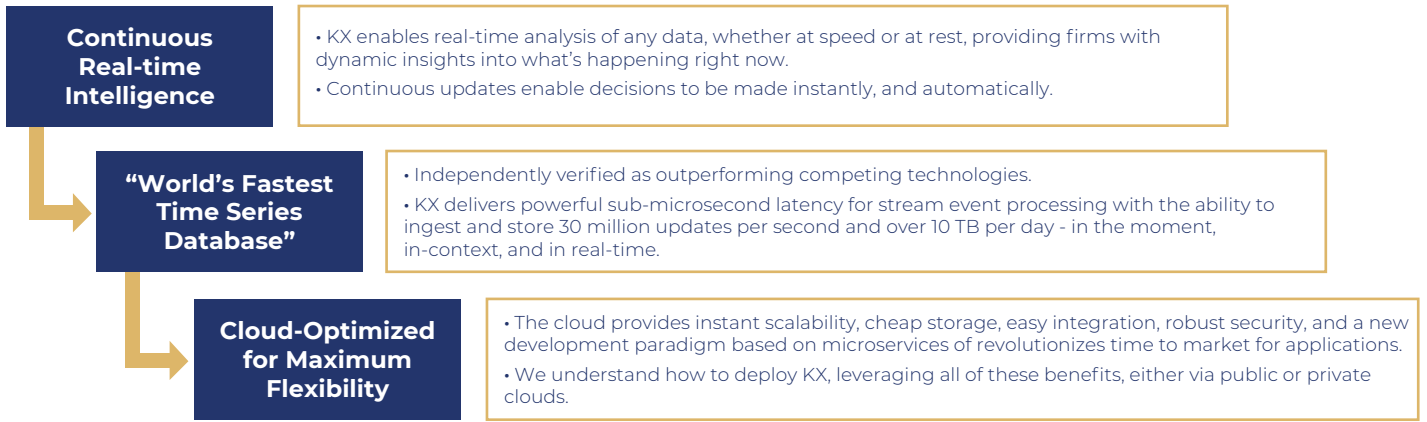 Continuous
Real-time
Intelligence
• KX enables real-time analysis of any data, whether at speed or at rest, providing firms with
dynamic insights into what’s happening right now.
• Continuous updates enable decisions to be made instantly, and automatically.
“World’s Fastest
Time Series
Database”
• Independently verified as outperforming competing technologies.
• KX delivers powerful sub-microsecond latency for stream event processing with the ability to
ingest and store 30 million updates per second and over 10 TB per day - in the moment,
in-context, and in real-time.
Cloud-Optimized
for Maximum
Flexibility
• The cloud provides instant scalability, cheap storage, easy integration, robust security, and a new
development paradigm based on microservices of revolutionizes time to market for applications.
• We understand how to deploy KX, leveraging all of these benefits, either via public or private
clouds.